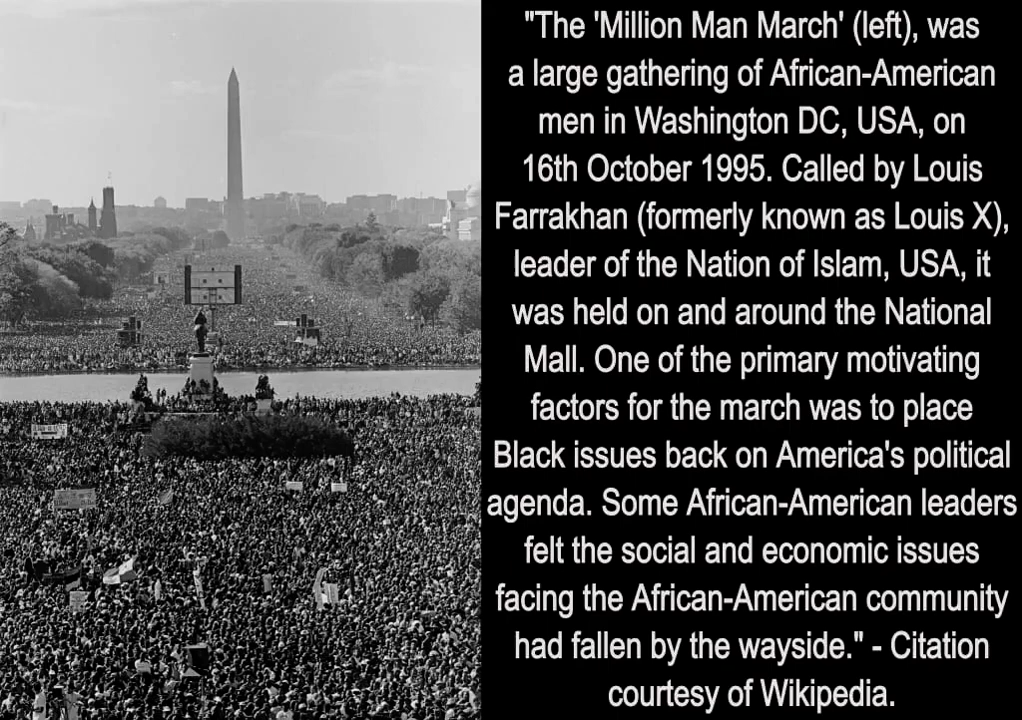 "The 'Million Man March' (left), was
a large gathering of African-American
men in Washington DC, USA, on
16th October 1995. Called by Louis
Farrakhan (formerly known as Louis X),
leader of the Nation of Islam, USA, it
was held on and around the National
Mall. One of the primary motivating
factors for the march was to place
Black issues back on America's political
agenda. Some African-American leaders
felt the social and economic issues
facing the African-American community
had fallen by the wayside." - Citation
courtesy of Wikipedia.